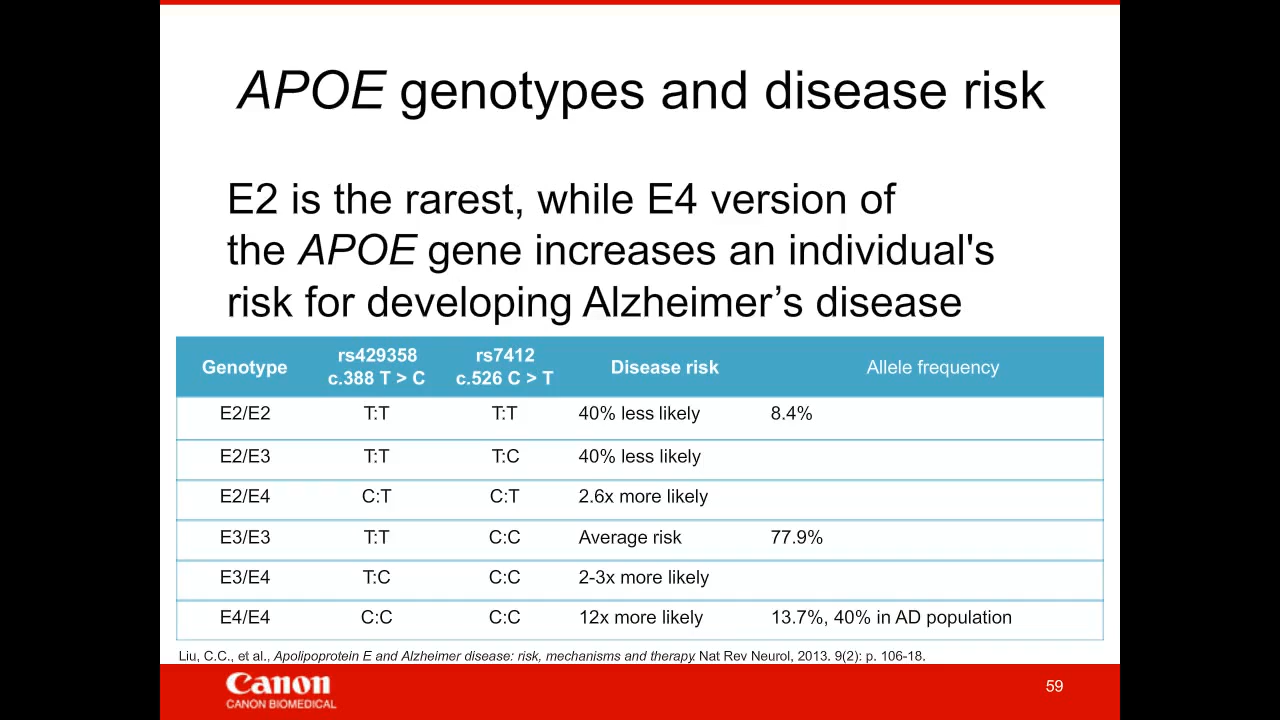 APOE genotypes and disease risk
E2 is the rarest, while E4 version of
the APOE gene increases an individual's
risk for developing Alzheimer’s disease
Genotype rs429358 c.388 T > C rs7412 c.526 C > T Disease risk Allele frequency
E2/E2 T:T T:T 40% less likely 8.4%
E2/E3 T:T T:C 40% less likely
E2/E4 C:T C:T 2.6x more likely
E3/E3 T:T C:C Average risk 77.9%
E3/E4 T:C C:C 2-3x more likely
E4/E4 C:C C:C 12x more likely 13.7%, 40% in AD population
Liu, C.C., et al., Apolipoprotein E and Alzheimer disease: risk, mechanisms and therapy. Nat Rev Neurol, 2013. 9(2): p. 106-18.
Canon
CANON BIOMEDICAL
59